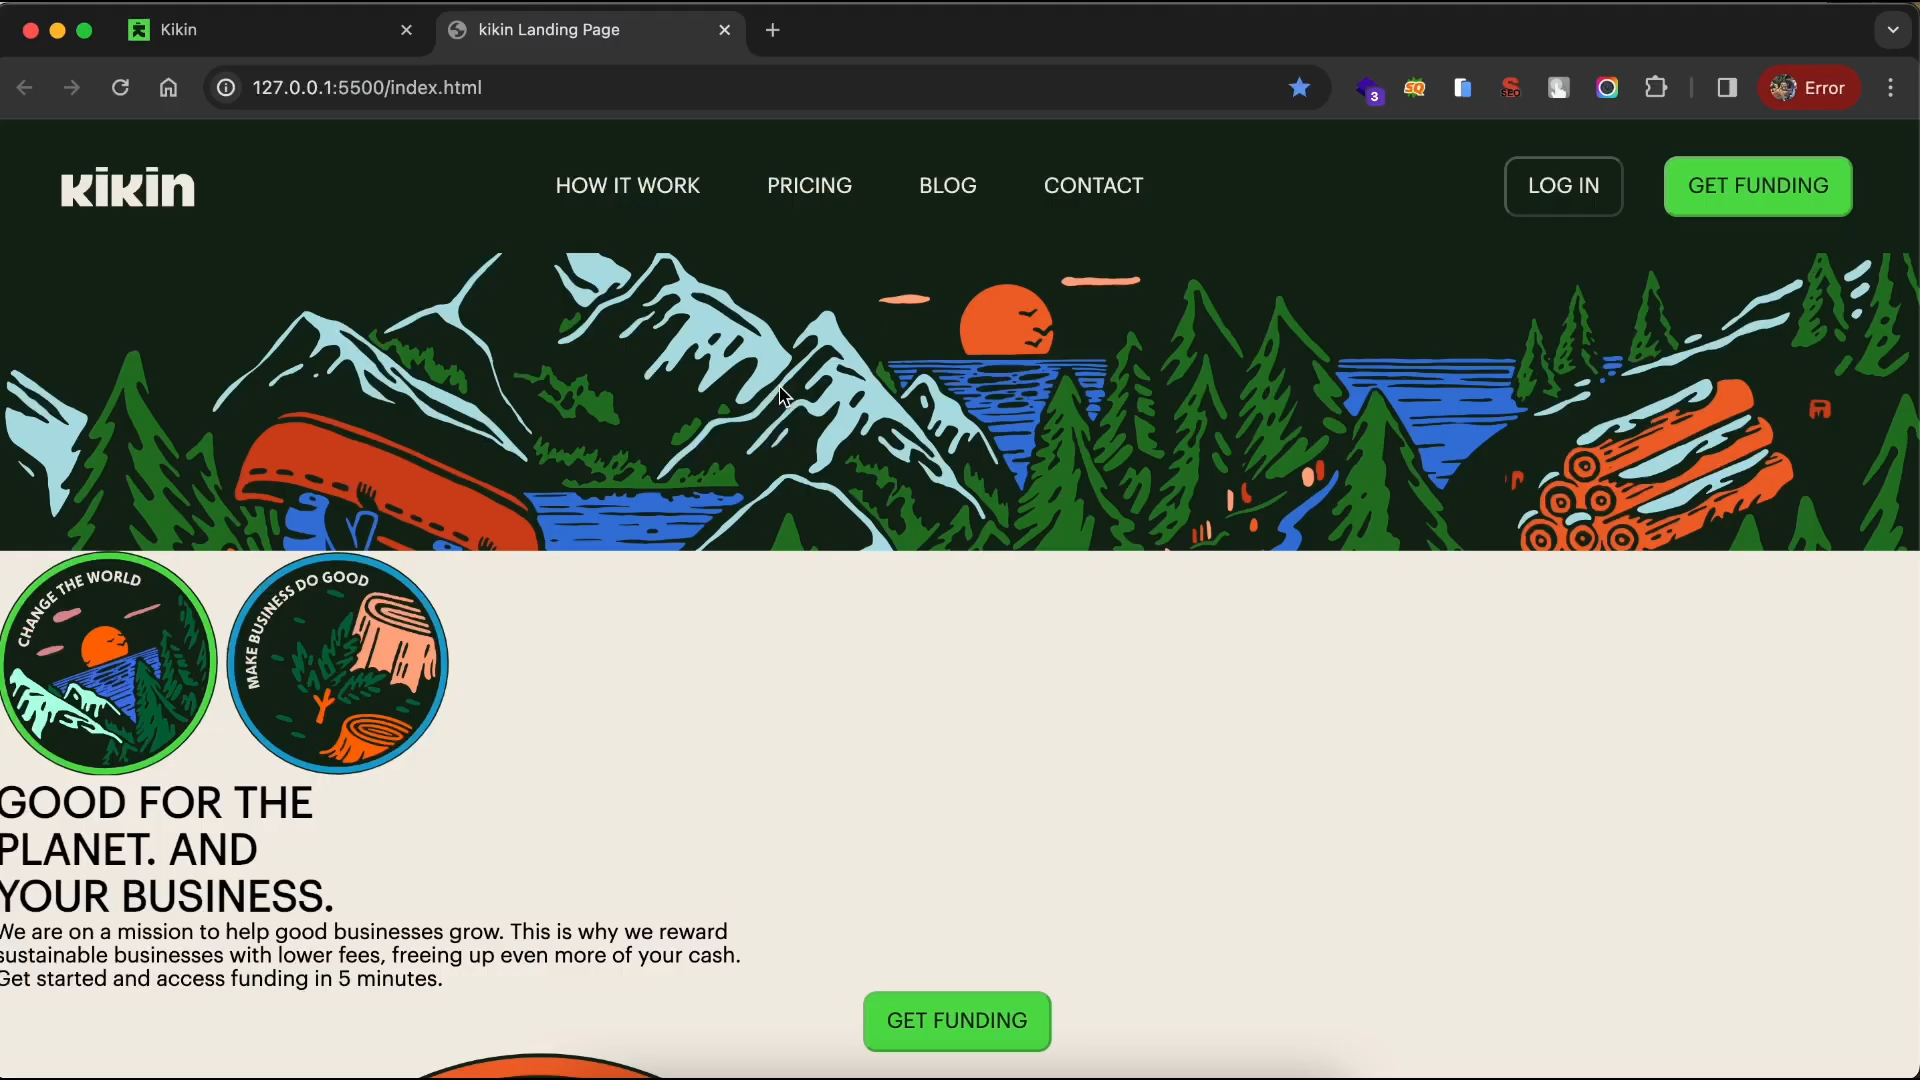 Kikin
kikin Landing Page
127.0.0.1:5500/index.html
3
SQ
SEO
Error
kikin
HOW IT WORK
PRICING
BLOG
CONTACT
LOG IN
GET FUNDING
CHANGE THE WORLD
MAKE BUSINESS DO GOOD
GOOD FOR THE
PLANET. AND
YOUR BUSINESS.
We are on a mission to help good businesses grow. This is why we reward
sustainable businesses with lower fees, freeing up even more of your cash.
Get started and access funding in 5 minutes.
GET FUNDING